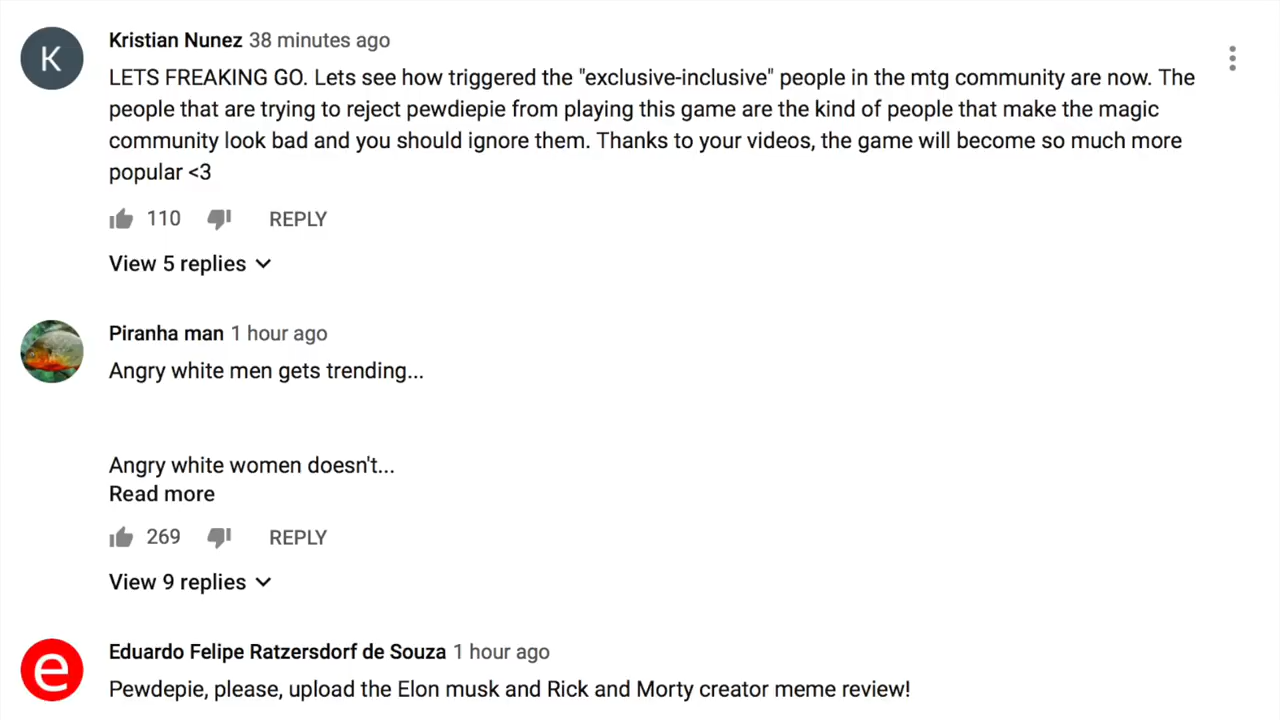 K
Kristian Nunez 38 minutes ago
LETS FREAKING GO. Lets see how triggered the "exclusive-inclusive" people in the mtg community are now. The
people that are trying to reject pewdiepie from playing this game are the kind of people that make the magic
community look bad and you should ignore them. Thanks to your videos, the game will become so much more
popular <3
110 REPLY
View 5 replies
Piranha man 1 hour ago
Angry white men gets trending...
Angry white women doesn't...
Read more
269 REPLY
View 9 replies
e
Eduardo Felipe Ratzersdorf de Souza 1 hour ago
Pewdepie, please, upload the Elon musk and Rick and Morty creator meme review!